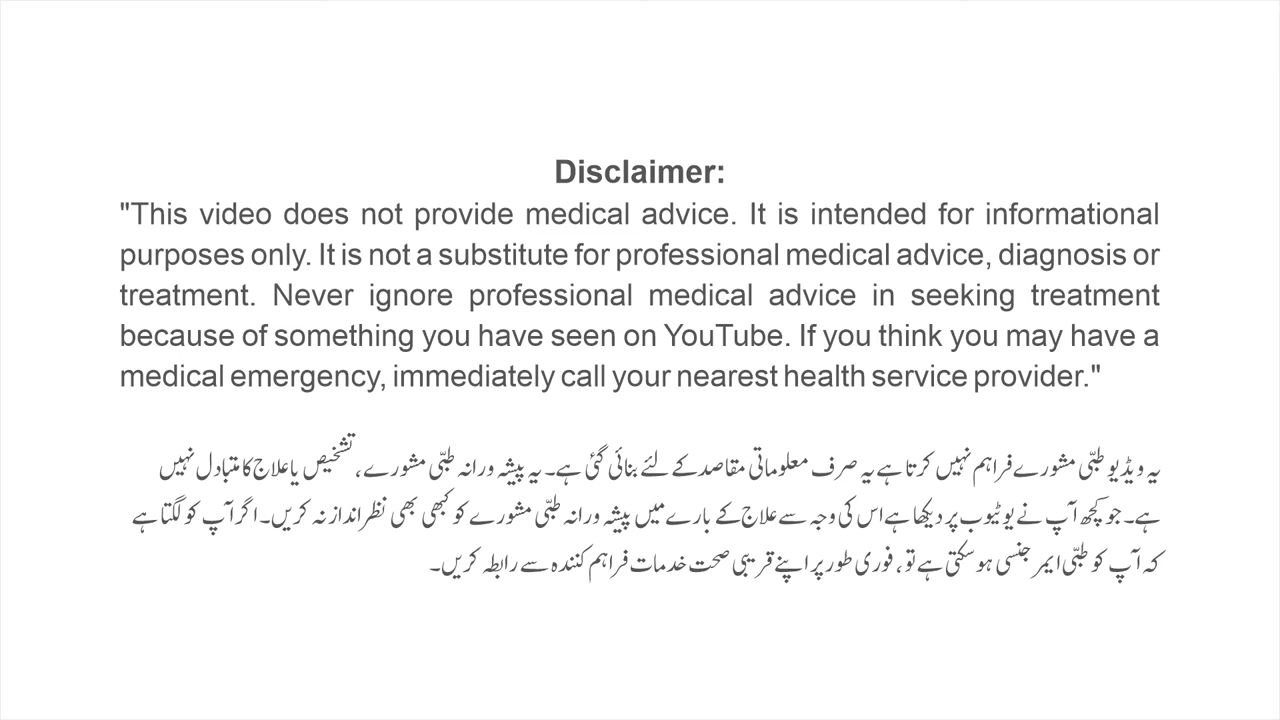 Disclaimer:
"This video does not provide medical advice. It is intended for informational
purposes only. It is not a substitute for professional medical advice, diagnosis or
treatment. Never ignore professional medical advice in seeking treatment
because of something you have seen on YouTube. If you think you may have a
medical emergency, immediately call your nearest health service provider."
یہ ویڈیو طبّی مشورے فراہم نہیں کرتا ہے یہ صرف معلوماتی مقاصد کے لئے بنائی گئی ہے۔ یہ پیشہ ورانہ طبّی مشورے، تشخیص یا علاج کا متبادل نہیں
ہے۔ جو کچھ آپ نے یوٹیوب پر دیکھا ہے اس کی وجہ سے علاج کے بارے میں پیشہ ورانہ طبّی مشورے کو کبھی بھی نظر انداز نہ کریں۔ اگر آپ کو لگتا ہے
کہ آپ کو طبّی ایمرجنسی ہوسکتی ہے تو، فوری طور پر اپنے قریبی صحت خدمات فراہم کنندہ سے رابطہ کریں۔